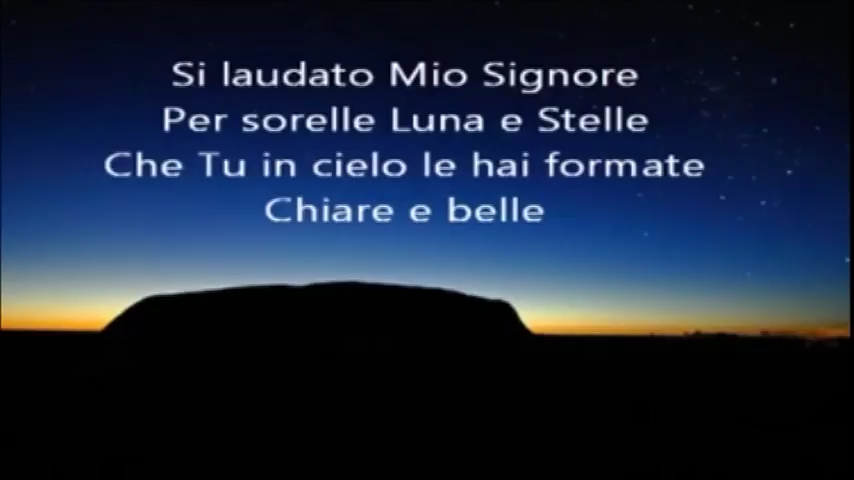 Si laudato Mio Signore
Per sorelle Luna e Stelle
Che Tu in cielo le hai formate
Chiare e belle